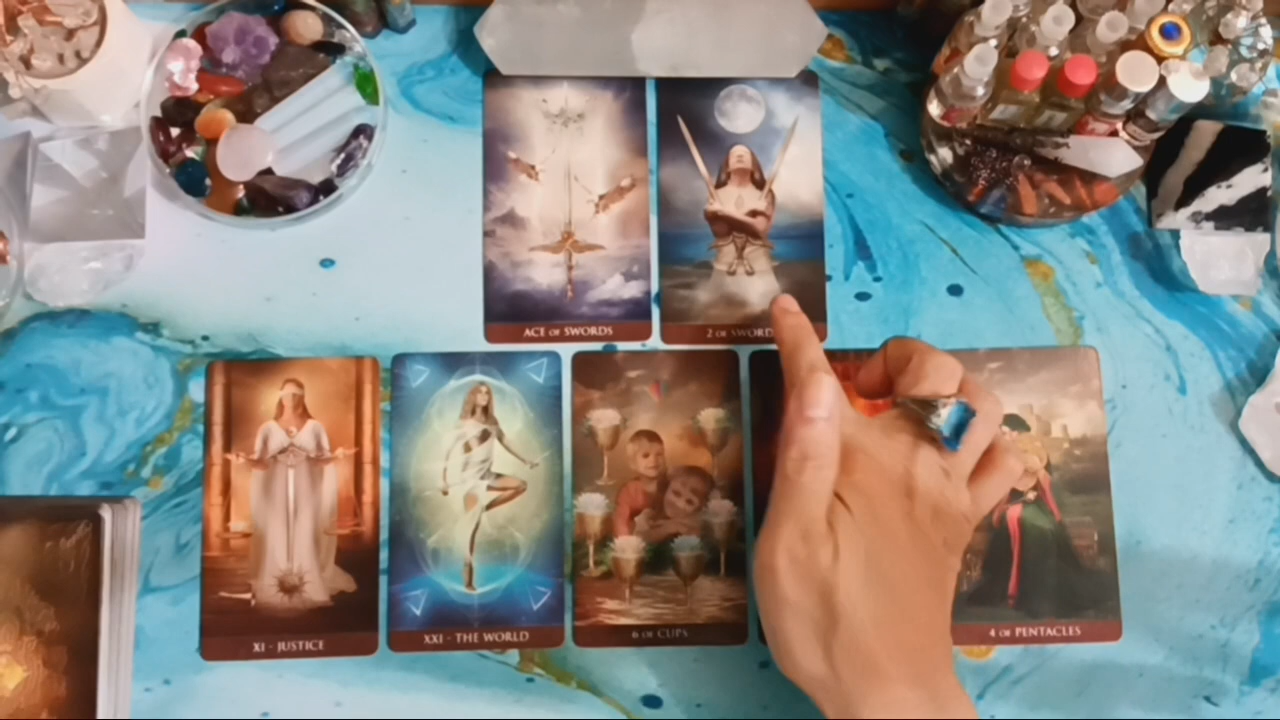 ACE OF SWORDS
2 OF SWORD
XI · JUSTICE
XXI · THE WORLD
6 OF CUPS
4 OF PENTACLES